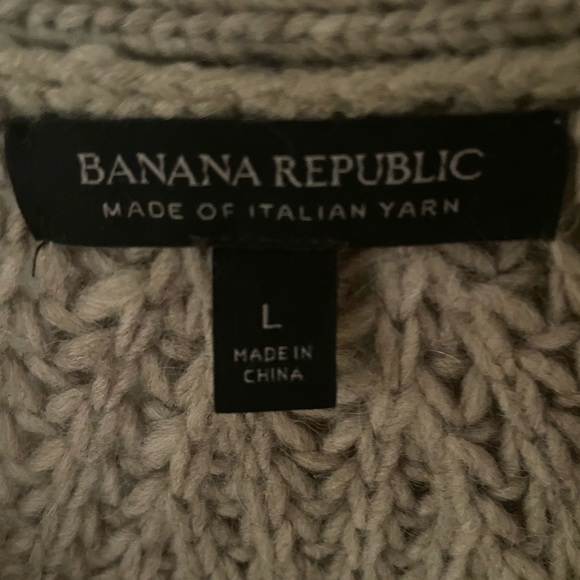 BANANA REPUBLIC
MADE OF ITALIAN YARN
L
MADE IN
CHINA